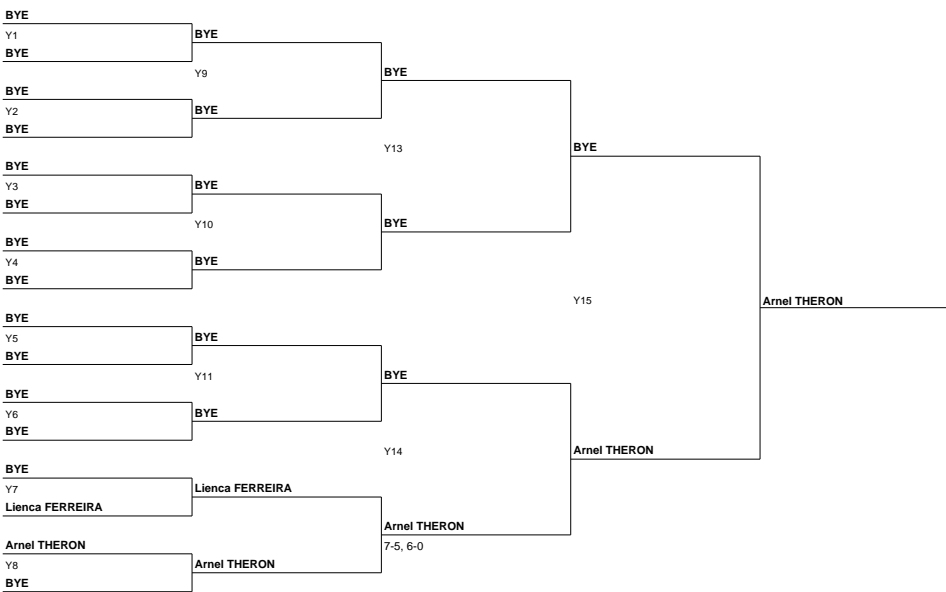 BYE
Y1
BYE
BYE
Y2
BYE
BYE
Y3
BYE
BYE
Y4
BYE
BYE
Y5
BYE
BYE
Y6
BYE
BYE
Y7
Lienca FERREIRA
Arnel THERON
Y8
BYE
BYE
Y9
BYE
BYE
Y10
BYE
BYE
Y11
BYE
Lienca FERREIRA
Arnel THERON
BYE
Y13
BYE
BYE
Y14
Arnel THERON
7-5, 6-0
BYE
Y15
Arnel THERON
Arnel THERON